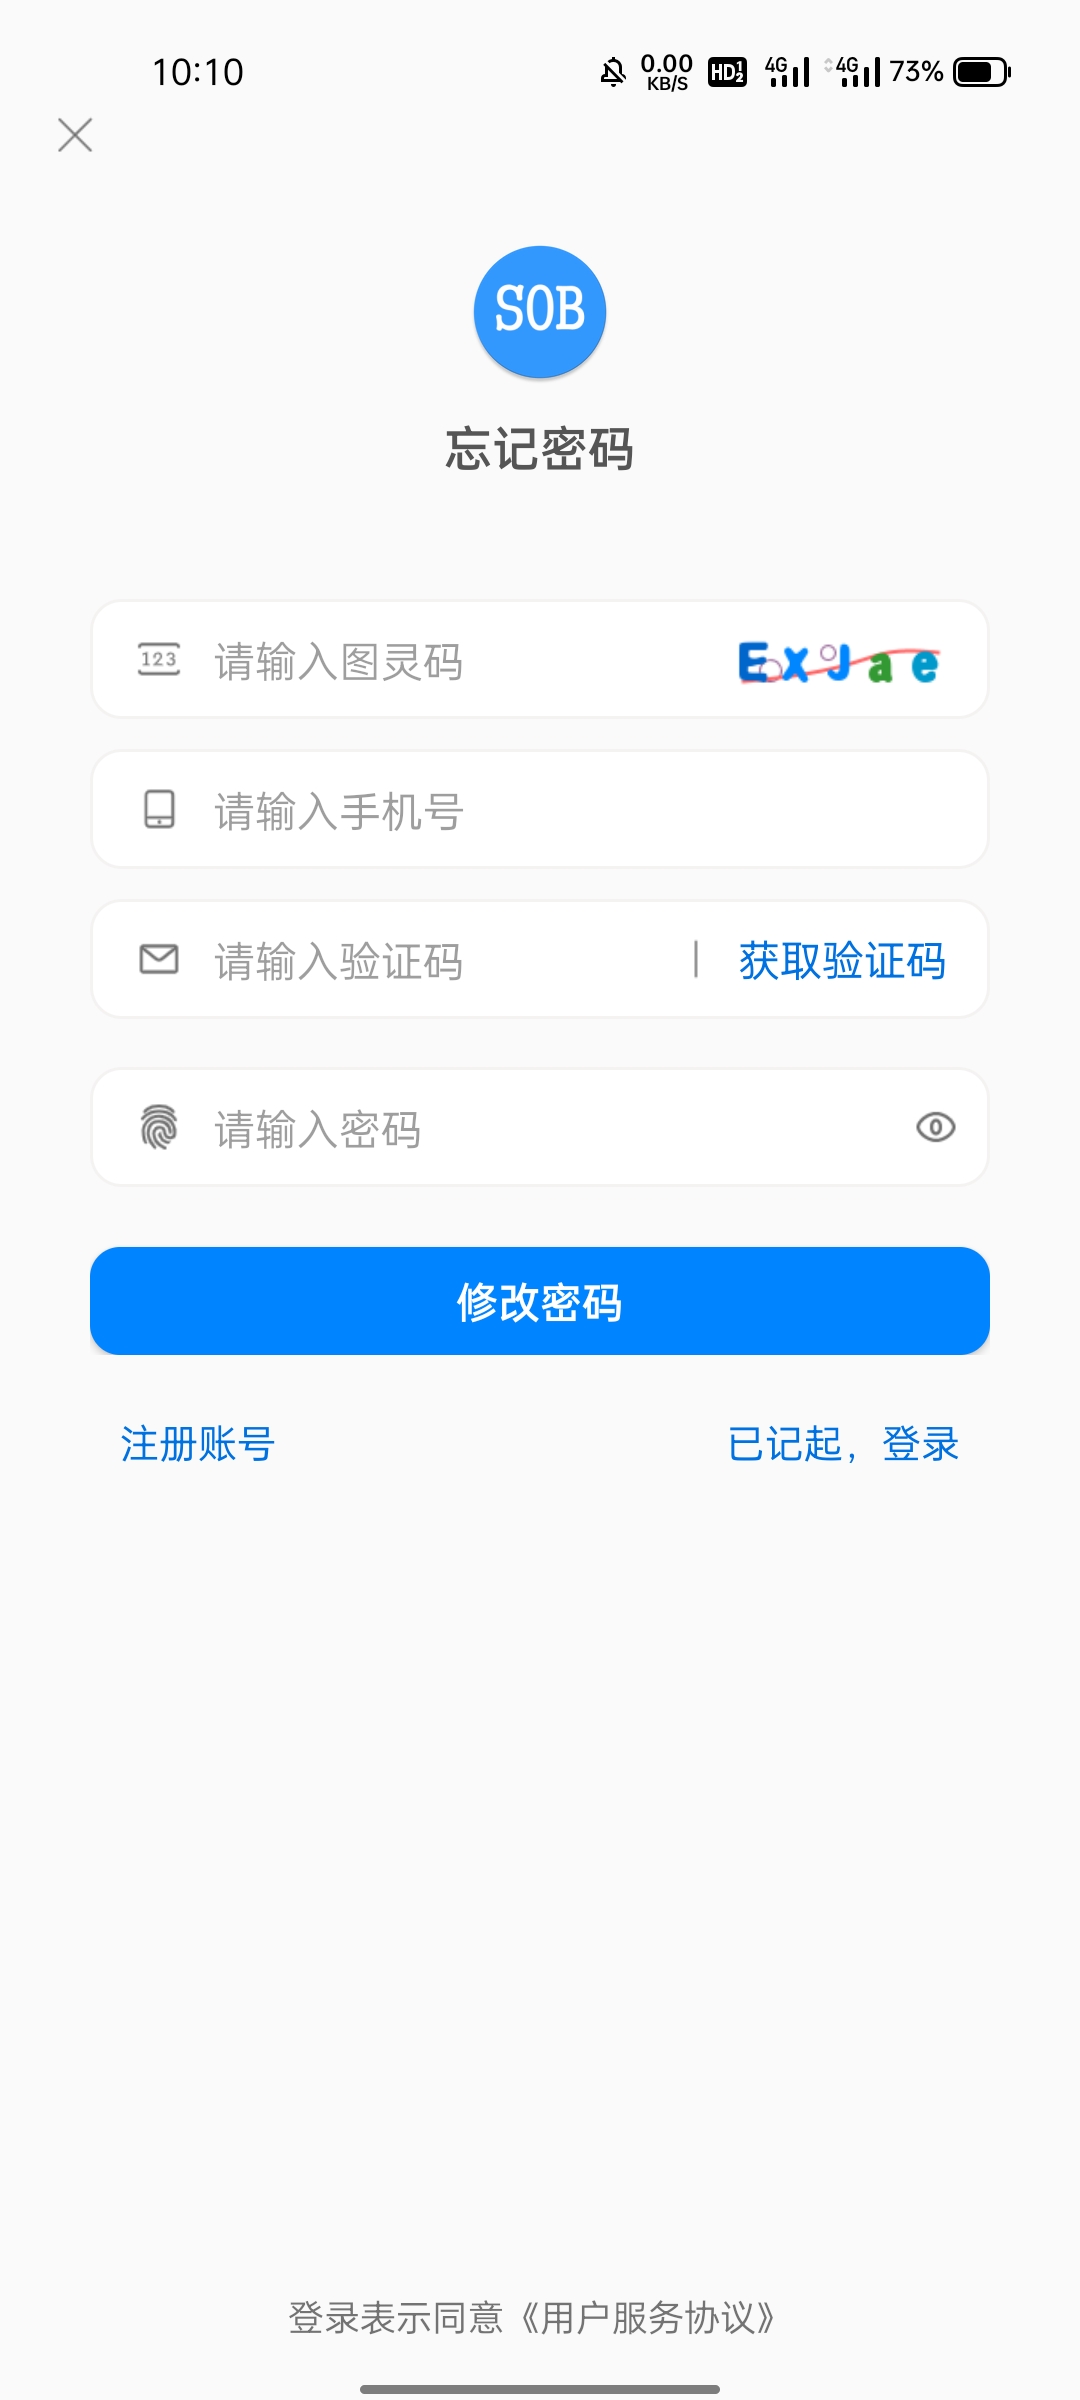 10:10
0.00 KB/S HD 1 2 4G 4G 73%
SOB
忘记密码
123 请输入图灵码 ExJae
请输入手机号
请输入验证码 | 获取验证码
请输入密码
修改密码
注册账号 已记起，登录
登录表示同意《用户服务协议》